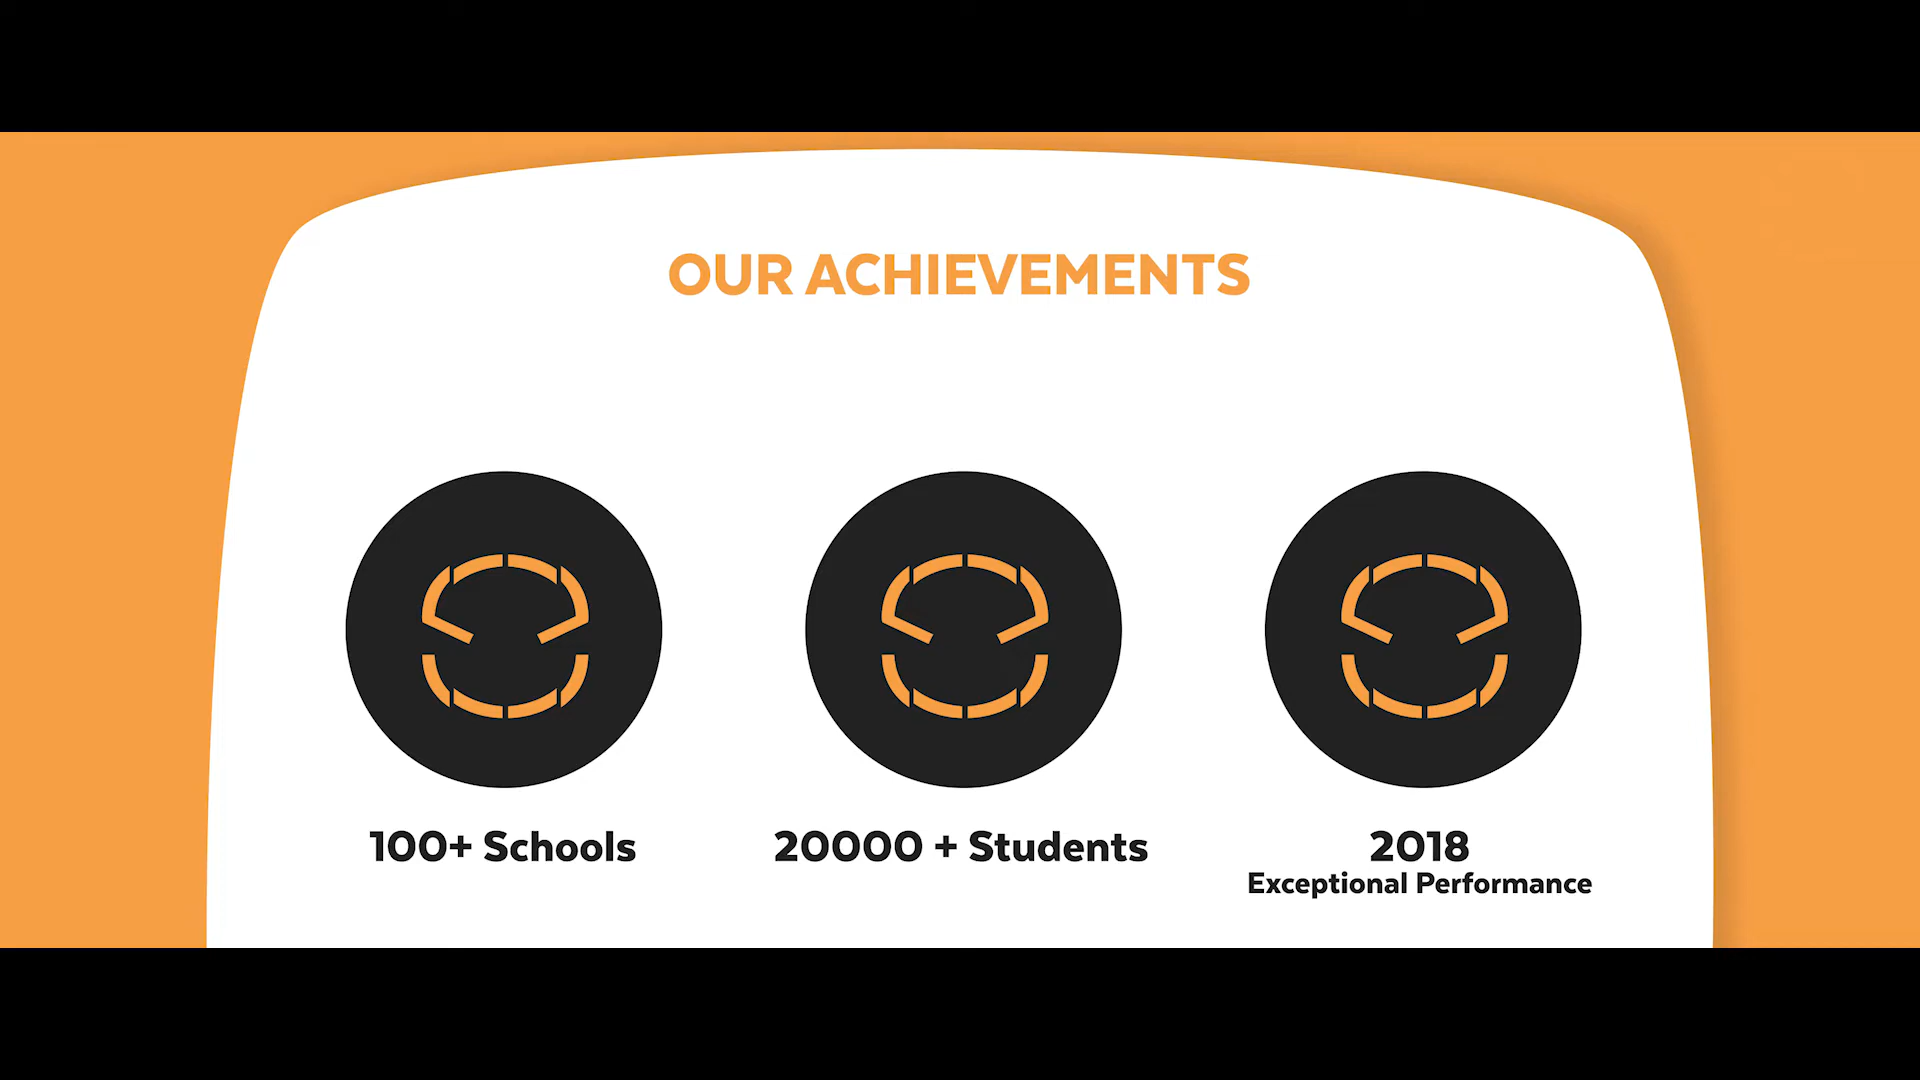 OUR ACHIEVEMENTS
100+ Schools
20000 + Students
2018
Exceptional Performance